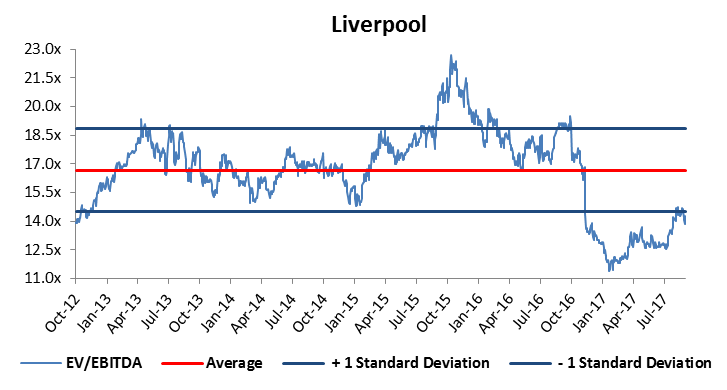 Liverpool
23.0x
21.5x
20.0x
18.5x
17.0x
15.5x
14.0x
12.5x
11.0x
Oct-12 Jan-13 Apr-13 Jul-13 Oct-13 Jan-14 Apr-14 Jul-14 Oct-14 Jan-15 Apr-15 Jul-15 Oct-15 Jan-16 Apr-16 Jul-16 Oct-16 Jan-17 Apr-17 Jul-17
EV/EBITDA Average + 1 Standard Deviation - 1 Standard Deviation